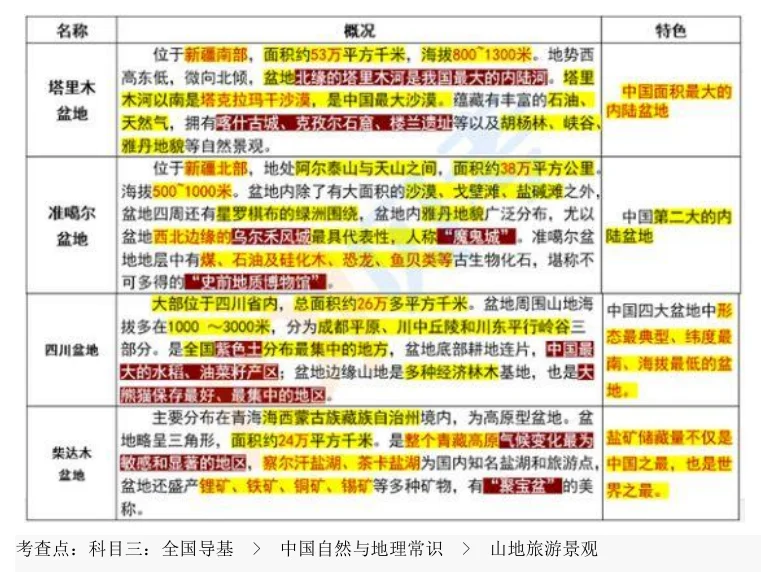 名称 概况 特色
塔里木
盆地
位于新疆南部，面积约53万平方千米，海拔800~1300米。地势西
高东低，微向北倾，盆地北缘的塔里木河是我国最大的内陆河。塔里
木河以南是塔克拉玛干沙漠，是中国最大沙漠。蕴藏有丰富的石油、
天然气，拥有喀什古城、克孜尔石窟、楼兰遗址等以及胡杨林、峡谷、
雅丹地貌等自然景观。
中国面积最大的
内陆盆地
准噶尔
盆地
位于新疆北部，地处阿尔泰山与天山之间，面积约38万平方公里。
海拔500~1000米。盆地内除了有大面积的沙漠、戈壁滩、盐碱滩之外，
盆地四周还有星罗棋布的绿洲围绕，盆地内雅丹地貌广泛分布，尤以
盆地西北边缘的乌尔禾风城最具代表性，人称“魔鬼城”。准噶尔盆
地地层中有煤、石油及硅化木、恐龙、鱼贝类等古生物化石，堪称不
可多得的“史前地质博物馆”。
中国第二大的内
陆盆地
四川盆地
大部位于四川省内，总面积约26万多平方千米。盆地周围山地海
拔多在1000 ～3000米，分为成都平原、川中丘陵和川东平行岭谷三
部分。是全国紫色土分布最集中的地方，盆地底部耕地连片，中国最
大的水稻、油菜籽产区；盆地边缘山地是多种经济林木基地，也是大
熊猫保存最好、最集中的地区。
中国四大盆地中形
态最典型、纬度最
南、海拔最低的盆
地。
柴达木
盆地
主要分布在青海海西蒙古族藏族自治州境内，为高原型盆地。盆
地略呈三角形，面积约24万平方千米。是整个青藏高原气候变化最为
敏感和显著的地区，察尔汗盐湖、茶卡盐湖为国内知名盐湖和旅游点，
盆地还盛产锂矿、铁矿、铜矿、锡矿等多种矿物，有“聚宝盆”的美
称。
盐矿储藏量不仅是
中国之最，也是世
界之最。
考查点：科目三：全国导基 > 中国自然与地理常识 > 山地旅游景观